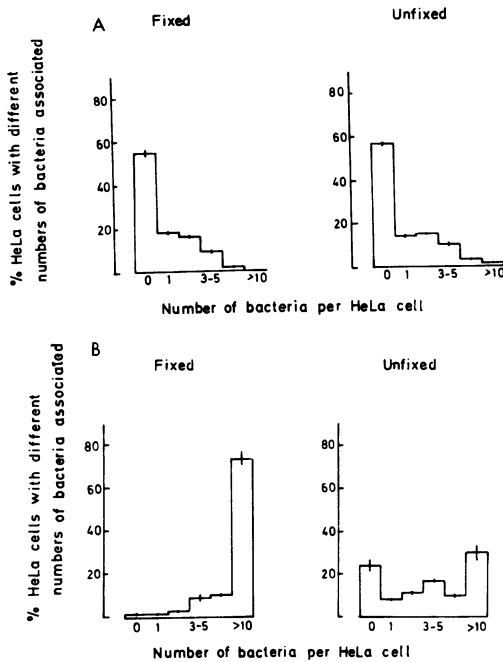 A
Fixed
Unfixed
% HeLa cells with different
numbers of bacteria associated
80
60
40
20
0 1 3-5 >10
80
60
40
20
0 1 3-5 >10
Number of bacteria per HeLa cell
B
Fixed
Unfixed
% HeLa cells with different
numbers of bacteria associated
80
60
40
20
0 1 3-5 >10
80
60
40
20
0 1 3-5 >10
Number of bacteria per HeLa cell